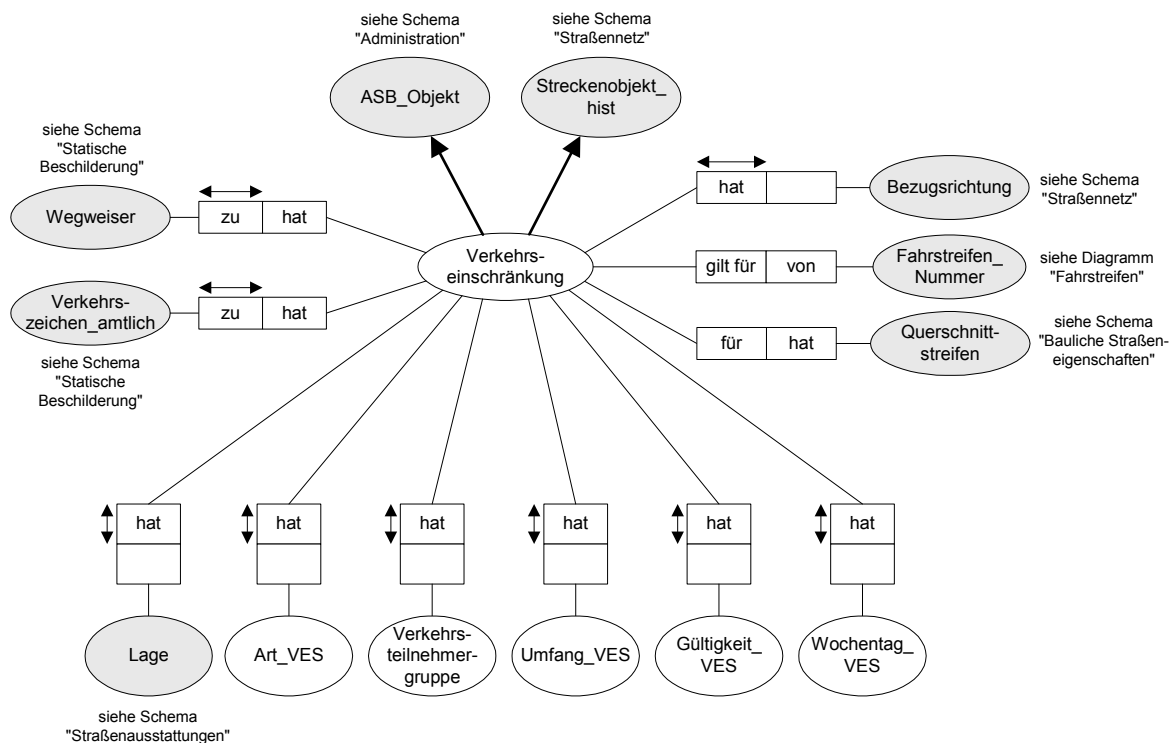 siehe Schema
"Administration"
ASB_Objekt
siehe Schema
"Straßennetz"
Streckenobjekt_
hist
siehe Schema
"Statische
Beschilderung"
Wegweiser
zu
hat
hat
Bezugsrichtung
siehe Schema
"Straßennetz"
Verkehrs-
einschränkung
gilt für
von
Fahrstreifen_
Nummer
siehe Diagramm
"Fahrstreifen"
Verkehrs-
zeichen_amtlich
zu
hat
siehe Schema
"Statische
Beschilderung"
für
hat
Querschnitt-
streifen
siehe Schema
"Bauliche Straßen-
eigenschaften"
hat
hat
hat
hat
hat
hat
Lage
Art_VES
Verkehrs-
teilnehmer-
gruppe
Umfang_VES
Gültigkeit_
VES
Wochentag_
VES
siehe Schema
"Straßenausstattungen"